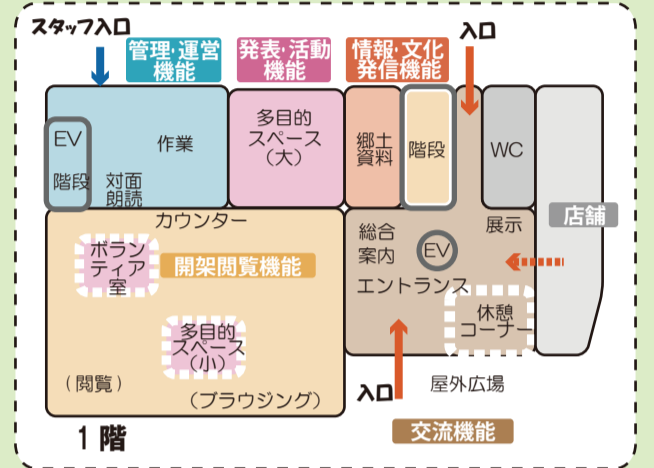 スタッフ入口
管理・運営
機能
発表・活動
機能
情報・文化
発信機能
入口
EV
階段
対面
朗読
作業
多目的
スペース
(大)
郷土
資料
階段
WC
店舗
カウンター
ボラン
ティア
室
開架閲覧機能
総合
案内
EV
展示
エントランス
休憩
コーナー
多目的
スペース
(小)
(閲覧)
(ブラウジング)
入口
屋外広場
1階
交流機能